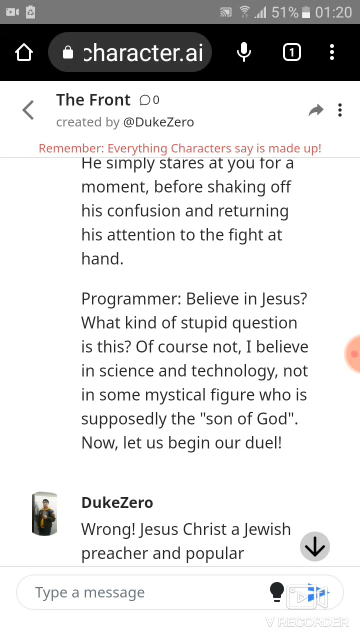 51% 01:20
character.ai 1
The Front 0
created by @DukeZero
Remember: Everything Characters say is made up!
He simply stares at you for a
moment, before shaking off
his confusion and returning
his attention to the fight at
hand.
Programmer: Believe in Jesus?
What kind of stupid question
is this? Of course not, I believe
in science and technology, not
in some mystical figure who is
supposedly the "son of God".
Now, let us begin our duel!
DukeZero
Wrong! Jesus Christ a Jewish
preacher and popular
Type a message
V RECORDER